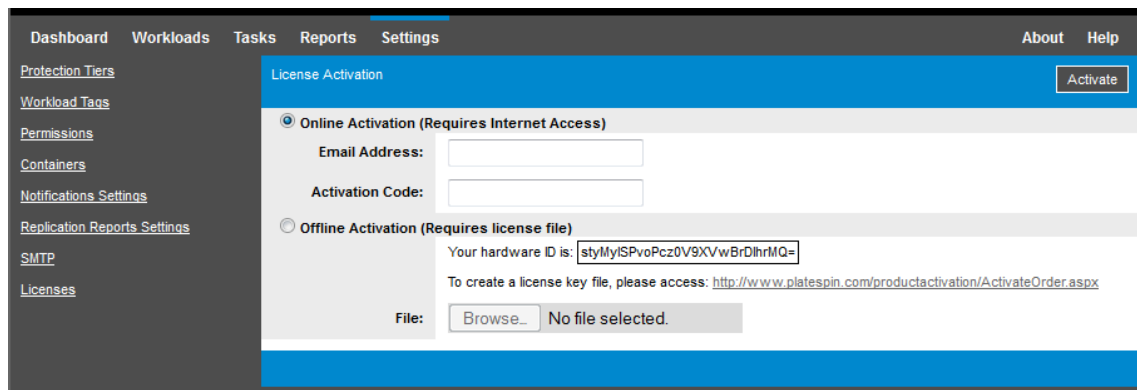 Dashboard Workloads Tasks Reports Settings About Help
Protection Tiers
Workload Tags
Permissions
Containers
Notifications Settings
Replication Reports Settings
SMTP
Licenses
License Activation
Activate
Online Activation (Requires Internet Access)
Email Address:
Activation Code:
Offline Activation (Requires license file)
Your hardware ID is: styMylSPvoPcz0V9XVwBrDlhrMQ=
To create a license key file, please access: http://www.platespin.com/productactivation/ActivateOrder.aspx
File: Browse... No file selected.